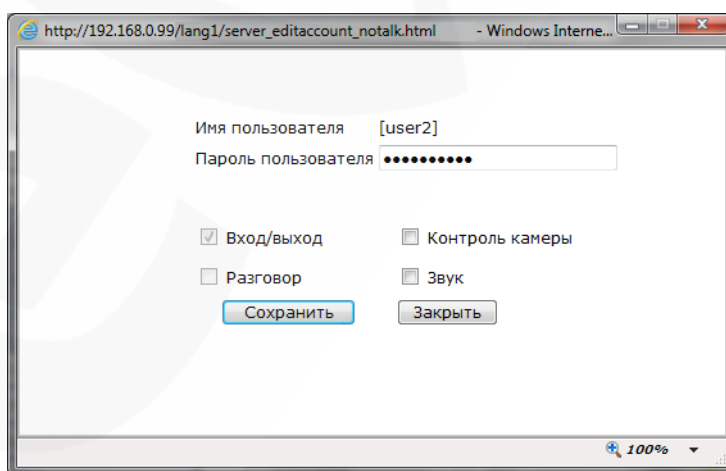 http://192.168.0.99/lang1/server_editaccount_notalk.html - Windows Interne...
Имя пользователя [user2]
Пароль пользователя ●●●●●●●●●●
Вход/выход Контроль камеры
Разговор Звук
Сохранить Закрыть
100%